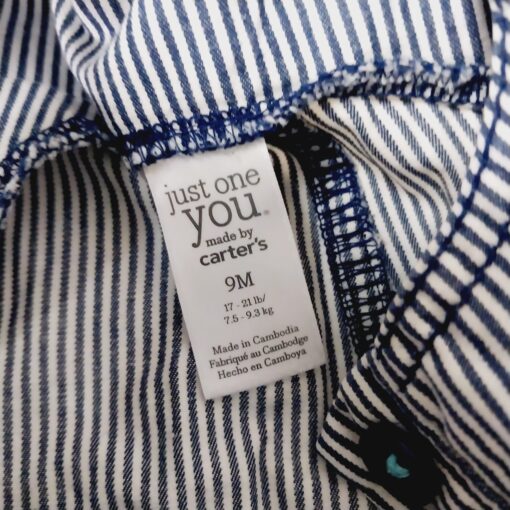 just one
you®
made by
carter's
9M
17 - 21 lb/
7.5 - 9.3 kg
Made in Cambodia
Fabriqué au Cambodge
Hecho en Camboya